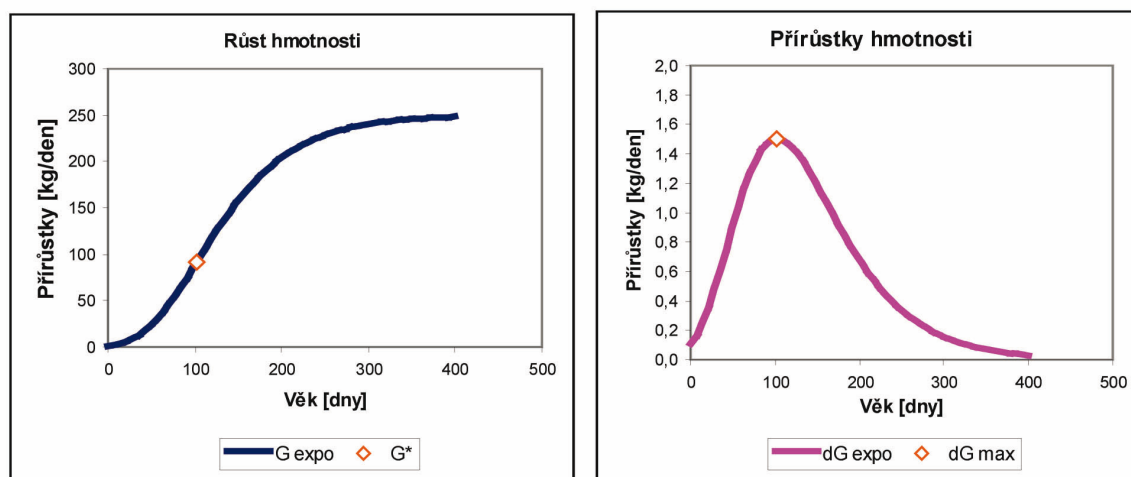 Růst hmotnosti
300
250
200
150
100
50
0
Přírůstky [kg/den]
0 100 200 300 400 500
Věk [dny]
G expo G*
Přírůstky hmotnosti
2,0
1,8
1,6
1,4
1,2
1,0
0,8
0,6
0,4
0,2
0,0
Přírůstky [kg/den]
0 100 200 300 400 500
Věk [dny]
dG expo dG max